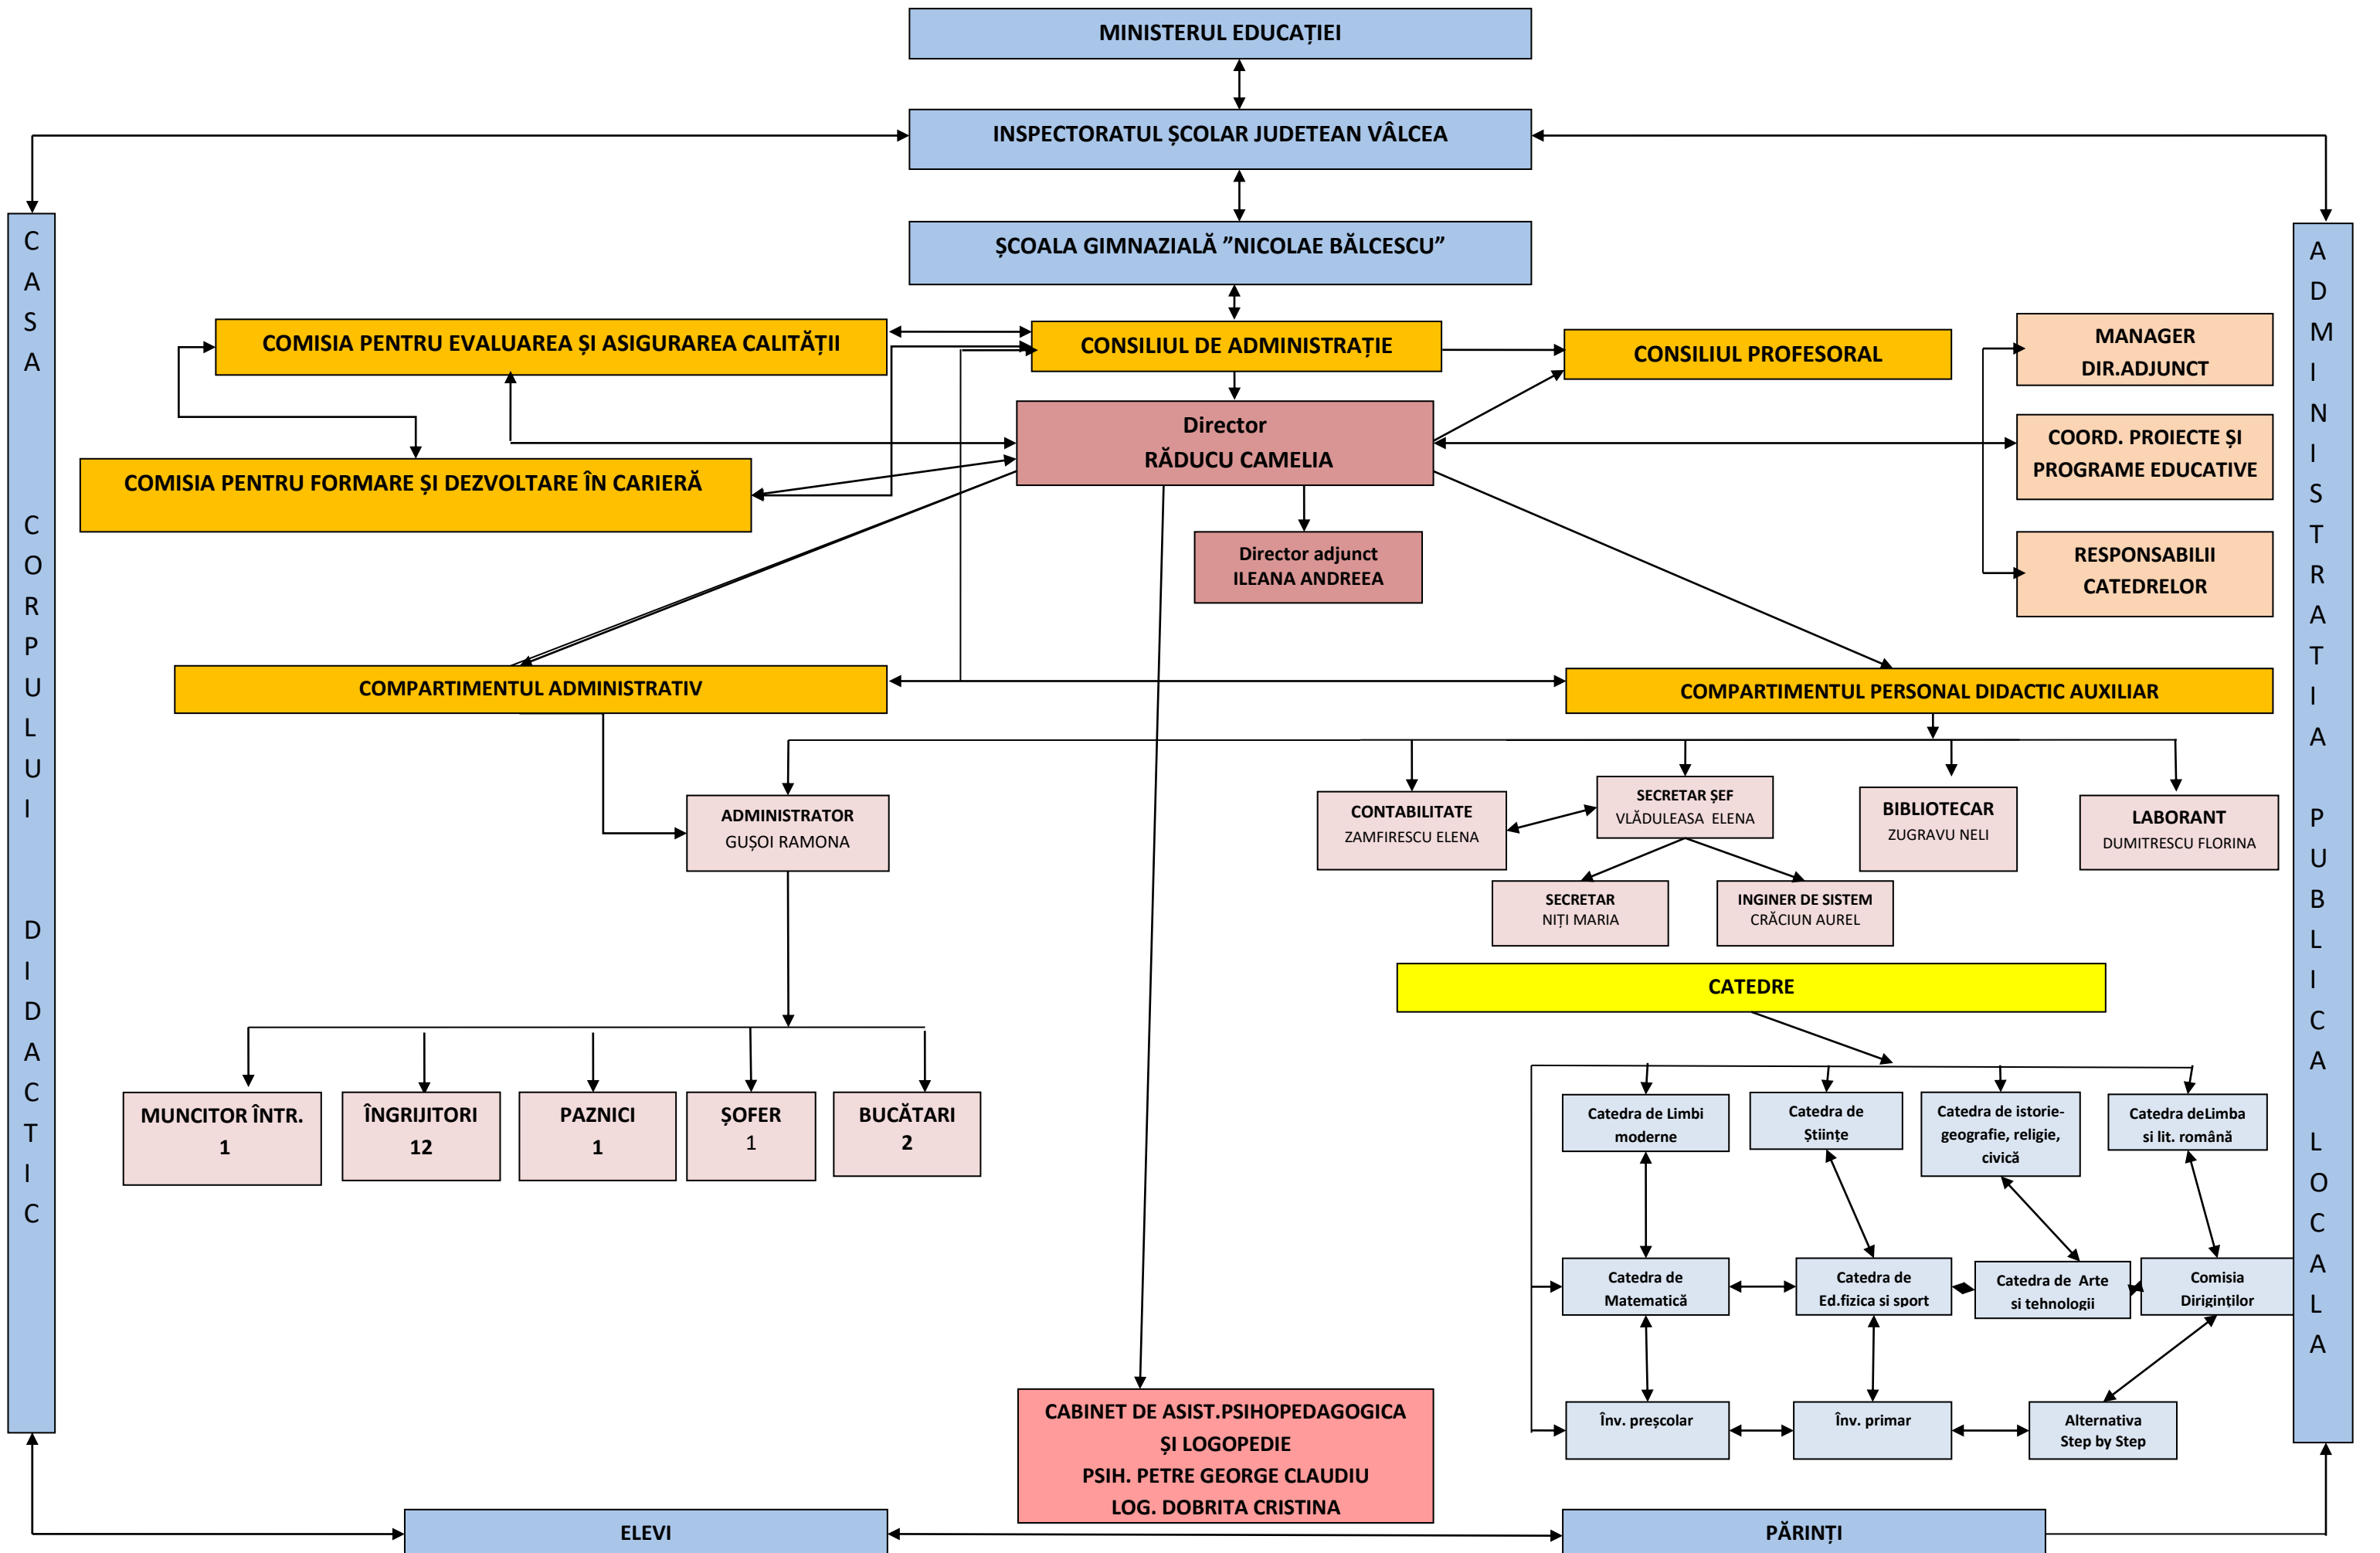 MINISTERUL EDUCAȚIEI
INSPECTORATUL ȘCOLAR JUDETEAN VÂLCEA
ȘCOALA GIMNAZIALĂ ”NICOLAE BĂLCESCU”
CASA CORPULUI DIDACTIC
ADMINISTRATIA PUBLICA LOCALA
COMISIA PENTRU EVALUAREA ȘI ASIGURAREA CALITĂȚII
CONSILIUL DE ADMINISTRAȚIE
CONSILIUL PROFESORAL
MANAGER
DIR.ADJUNCT
Director
RĂDUCU CAMELIA
COORD. PROIECTE ȘI
PROGRAME EDUCATIVE
COMISIA PENTRU FORMARE ȘI DEZVOLTARE ÎN CARIERĂ
Director adjunct
ILEANA ANDREEA
RESPONSABILII
CATEDRELOR
COMPARTIMENTUL ADMINISTRATIV
COMPARTIMENTUL PERSONAL DIDACTIC AUXILIAR
ADMINISTRATOR
GUȘOI RAMONA
CONTABILITATE
ZAMFIRESCU ELENA
SECRETAR ȘEF
VLĂDULEASA ELENA
BIBLIOTECAR
ZUGRAVU NELI
LABORANT
DUMITRESCU FLORINA
SECRETAR
NIȚI MARIA
INGINER DE SISTEM
CRĂCIUN AUREL
CATEDRE
MUNCITOR ÎNTR.
1
ÎNGRIJITORI
12
PAZNICI
1
ȘOFER
1
BUCĂTARI
2
Catedra de Limbi
moderne
Catedra de
Științe
Catedra de istorie-
geografie, religie,
civică
Catedra deLimba
si lit. română
Catedra de
Matematică
Catedra de
Ed.fizica si sport
Catedra de Arte
si tehnologii
Comisia
Diriginților
Înv. preșcolar
Înv. primar
Alternativa
Step by Step
CABINET DE ASIST.PSIHOPEDAGOGICA
ȘI LOGOPEDIE
PSIH. PETRE GEORGE CLAUDIU
LOG. DOBRITA CRISTINA
ELEVI
PĂRINȚI